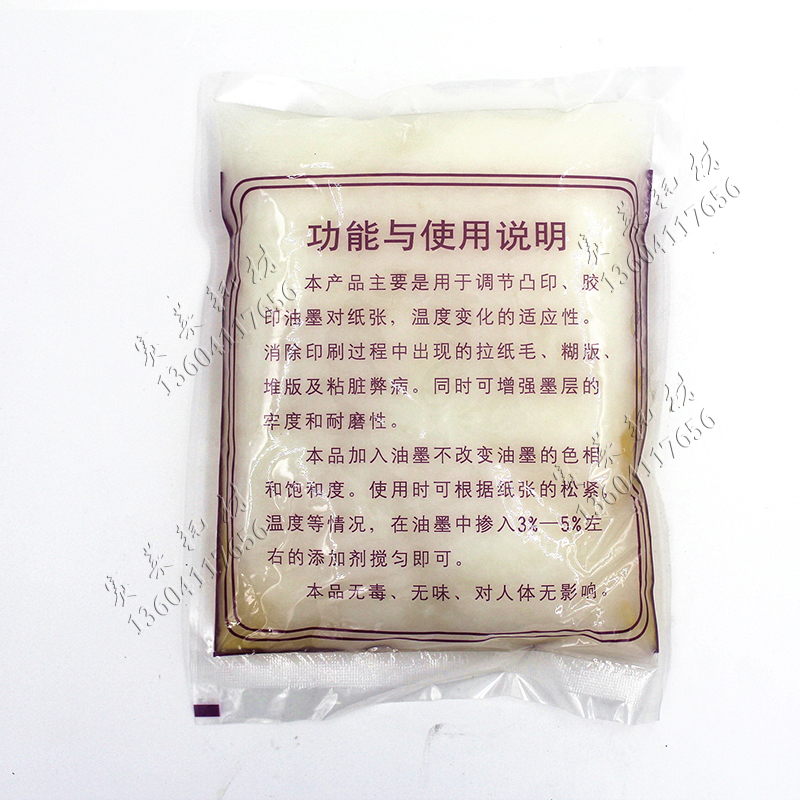 功能与使用说明
本产品主要是用于调节凸印、胶
印油墨对纸张，温度变化的适应性。
消除印刷过程中出现的拉纸毛、糊版、
堆版及粘脏弊病。同时可增强墨层的
牢度和耐磨性。
本品加入油墨不改变油墨的色相
和饱和度。使用时可根据纸张的松紧
温度等情况，在油墨中掺入3%—5%左
右的添加剂搅匀即可。
本品无毒、无味、对人体无影响。
13604117656
13604117656
13604117656
13604117656